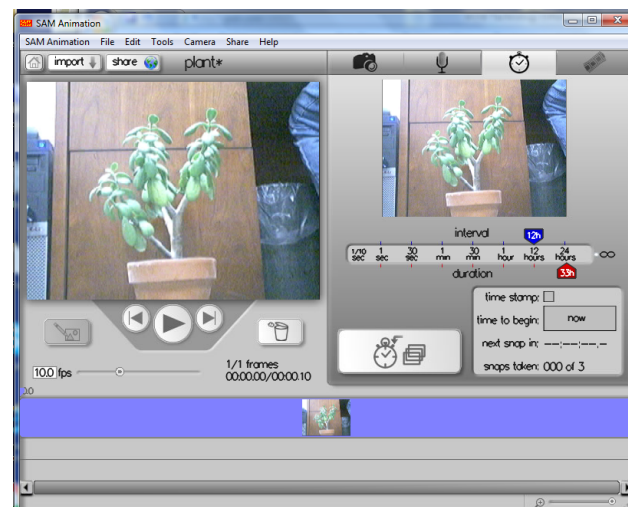 SAM Animation
SAM Animation File Edit Tools Camera Share Help
import share plant*
interval
12h
1/10 sec 1 sec 30 sec 1 min 30 min 1 hour 12 hours 24 hours ∞
duration
33h
time stamp:
time to begin: now
next snap in: --:--:--.-
snaps taken: 000 of 3
10.0 fps
1/1 frames
00:00.00/00:00.10
0.0